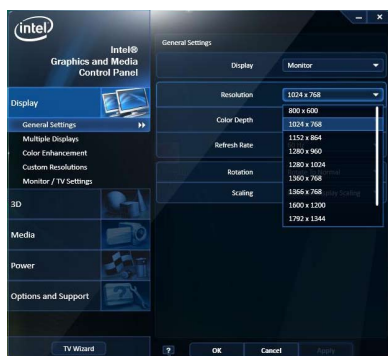 intel
Intel®
Graphics and Media
Control Panel
Display
General Settings
Multiple Displays
Color Enhancement
Custom Resolutions
Monitor / TV Settings
3D
Media
Power
Options and Support
TV Wizard
General Settings
Display
Monitor
Resolution
1024 x 768
800 x 600
1024 x 768
1152 x 864
1280 x 960
1280 x 1024
1360 x 768
1366 x 768
1600 x 1200
1792 x 1344
Color Depth
Refresh Rate
Rotation
Scaling
Scaling
?
OK
Cancel
Apply